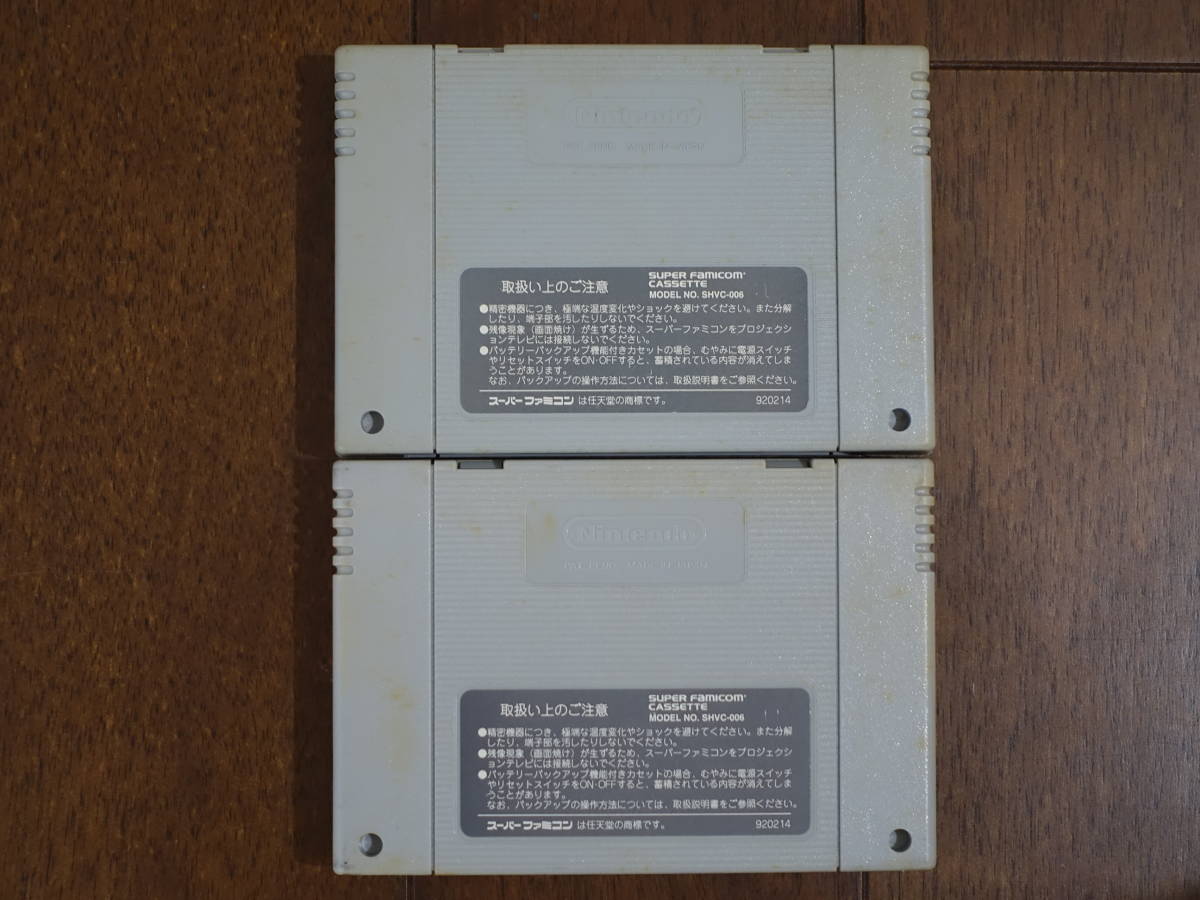 Nintendo
PAT. PEND. MADE IN JAPAN
取扱い上のご注意
SUPER FAMICOM
CASSETTE
MODEL NO. SHVC-006
●精密機器につき、極端な温度変化やショックを避けてください。また分解
したり、端子部を汚したりしないでください。
●残像現象（画面焼け）が生ずるため、スーパーファミコンをプロジェクシ
ョンテレビには接続しないでください。
●バッテリーバックアップ機能付きカセットの場合、むやみに電源スイッチ
やリセットスイッチをON・OFFすると、蓄積されている内容が消えてしま
うことがあります。
なお、バックアップの操作方法については、取扱説明書をご参照ください。
スーパーファミコン は任天堂の商標です。 920214
Nintendo
PAT. PEND. MADE IN JAPAN
取扱い上のご注意
SUPER FAMICOM
CASSETTE
MODEL NO. SHVC-006
●精密機器につき、極端な温度変化やショックを避けてください。また分解
したり、端子部を汚したりしないでください。
●残像現象（画面焼け）が生ずるため、スーパーファミコンをプロジェクシ
ョンテレビには接続しないでください。
●バッテリーバックアップ機能付きカセットの場合、むやみに電源スイッチ
やリセットスイッチをON・OFFすると、蓄積されている内容が消えてしま
うことがあります。
なお、バックアップの操作方法については、取扱説明書をご参照ください。
スーパーファミコン は任天堂の商標です。 920214